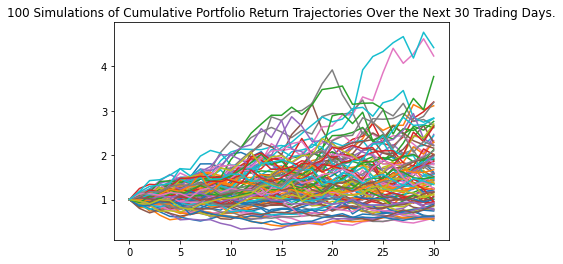 100 Simulations of Cumulative Portfolio Return Trajectories Over the Next 30 Trading Days.
4
3
2
1
0 5 10 15 20 25 30